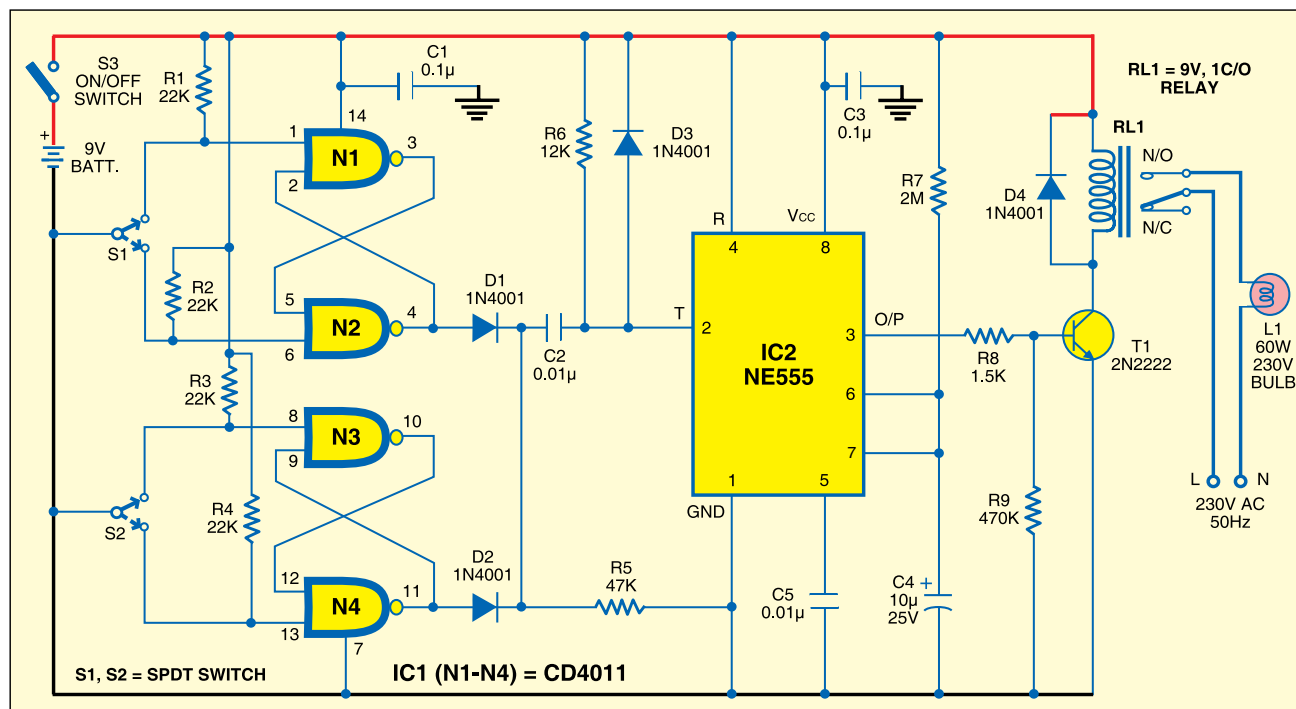 S3
ON/OFF
SWITCH
+
9V
BATT.
R1
22K
14
1
2
N1
3
C1
0.1µ
S1
R2
22K
5
6
N2
4
D1
1N4001
C2
0.01µ
R6
12K
D3
1N4001
R
4
VCC
8
C3
0.1µ
T
2
IC2
NE555
O/P
3
6
7
1
GND
5
R7
2M
R8
1.5K
R9
470K
D4
1N4001
RL1 = 9V, 1C/O
RELAY
RL1
N/O
N/C
T1
2N2222
L1
60W
230V
BULB
L
N
230V AC
50Hz
R3
22K
8
9
N3
10
S2
R4
22K
12
13
N4
11
7
D2
1N4001
R5
47K
C5
0.01µ
C4
+
10µ
25V
S1, S2 = SPDT SWITCH
IC1 (N1-N4) = CD4011